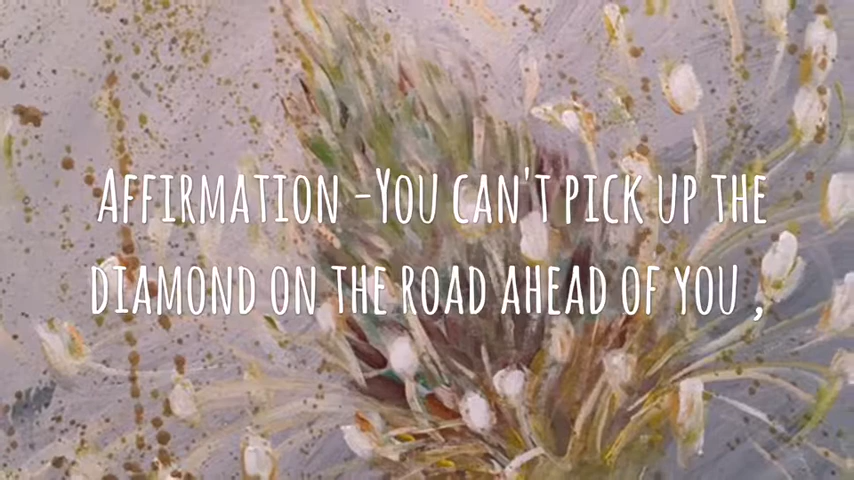 Affirmation -You can't pick up the
diamond on the road ahead of you ,